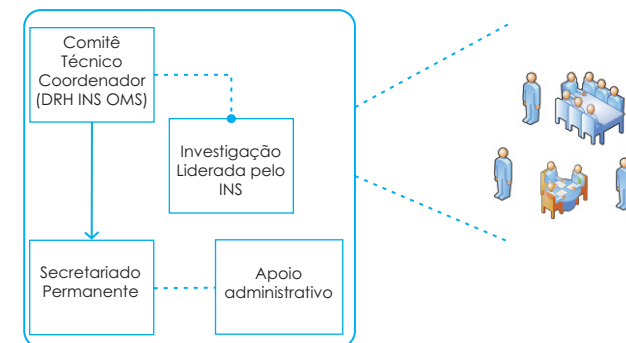 Comitê
Técnico
Coordenador
(DRH INS OMS)
Investigação
Liderada pelo
INS
Secretariado
Permanente
Apoio
administrativo